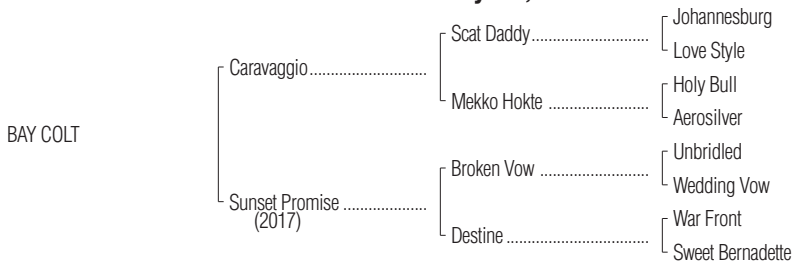 Johannesburg
Scat Daddy..............................
Love Style
Caravaggio...........................
Holy Bull
Mekko Hokte .......................
Aerosilver
BAY COLT
Unbridled
Broken Vow .........................
Wedding Vow
Sunset Promise ...................
(2017)
War Front
Destine .................................
Sweet Bernadette